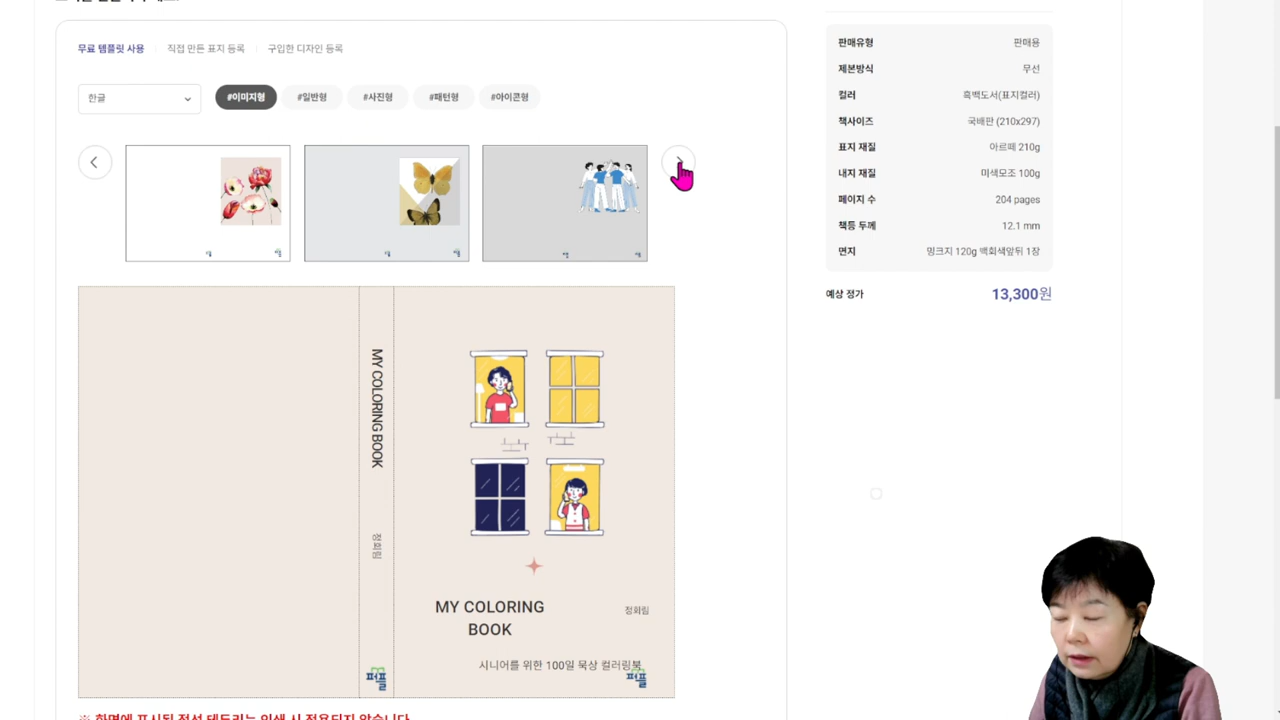 무료 템플릿 사용
직접 만든 표지 등록
구입한 디자인 등록
한글
#이미지형
#일반형
#사진형
#패턴형
#아이콘형
MY COLORING BOOK
정회림
퍼플
MY COLORING
BOOK
정회림
시니어를 위한 100일 묵상 컬러링북
퍼플
판매유형 판매용
제본방식 무선
컬러 흑백도서(표지컬러)
책사이즈 국배판 (210x297)
표지 재질 아르떼 210g
내지 재질 미색모조 100g
페이지 수 204 pages
책등 두께 12.1 mm
면지 밍크지 120g 백회색앞뒤 1장
예상 정가 13,300원